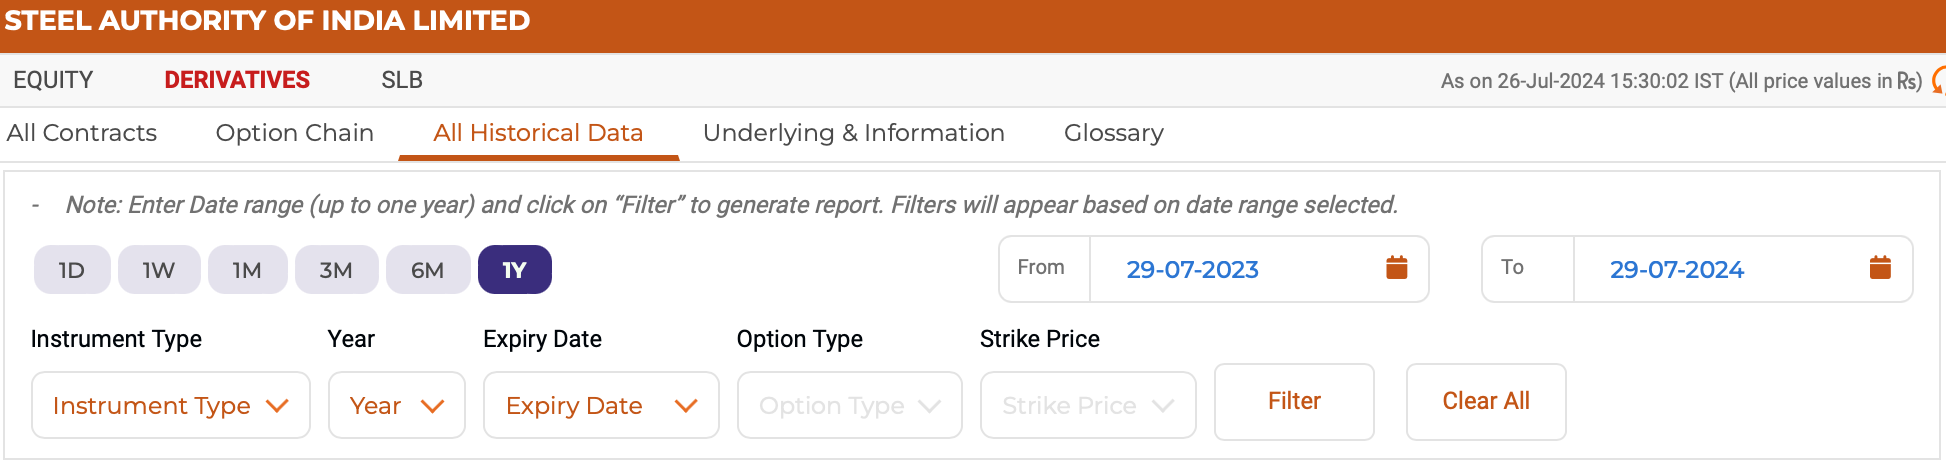 STEEL AUTHORITY OF INDIA LIMITED
EQUITY DERIVATIVES SLB As on 26-Jul-2024 15:30:02 IST (All price values in ₨)
All Contracts Option Chain All Historical Data Underlying & Information Glossary
- Note: Enter Date range (up to one year) and click on “Filter” to generate report. Filters will appear based on date range selected.
1D 1W 1M 3M 6M 1Y From 29-07-2023 To 29-07-2024
Instrument Type Year Expiry Date Option Type Strike Price
Instrument Type Year Expiry Date Option Type Strike Price Filter Clear All